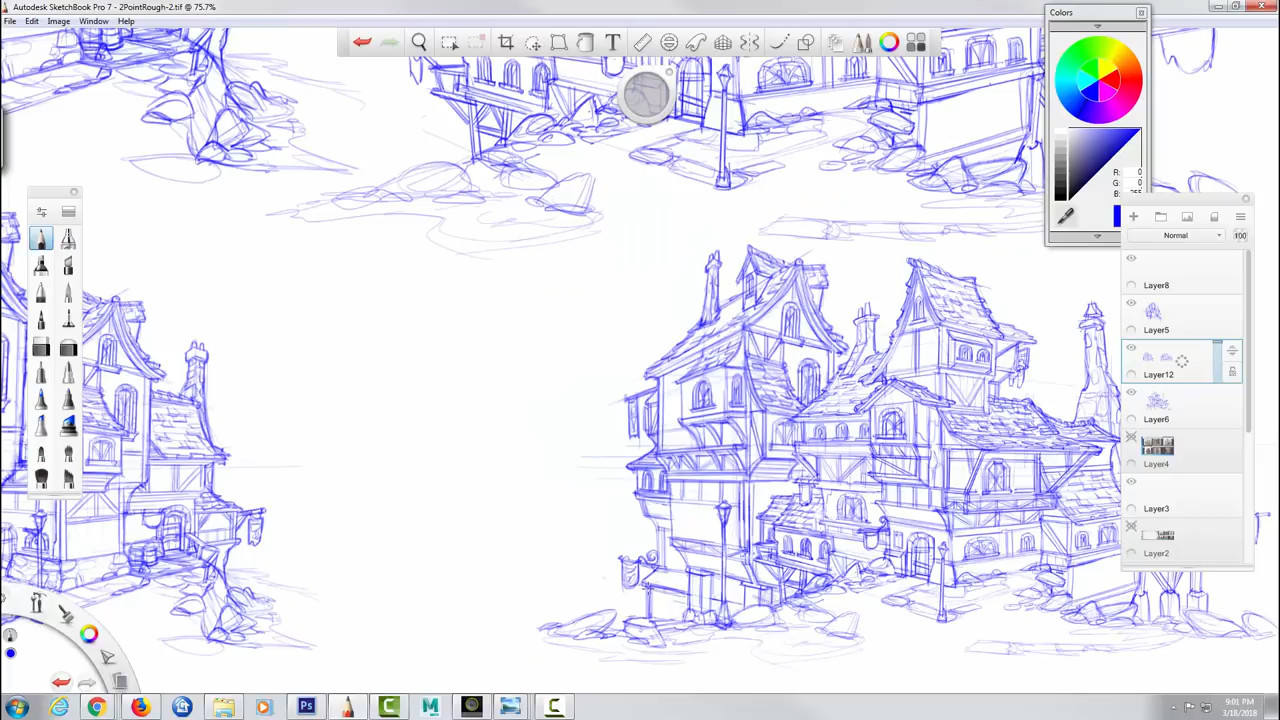 Autodesk SketchBook Pro 7 - 2PointRough-2.tif @ 75.7%
File Edit Image Window Help
Colors
R: 0
G: 0
B: 255
Normal
100
Layer8
Layer5
Layer12
Layer6
Layer4
Layer3
Layer2
9:01 PM
3/18/2018